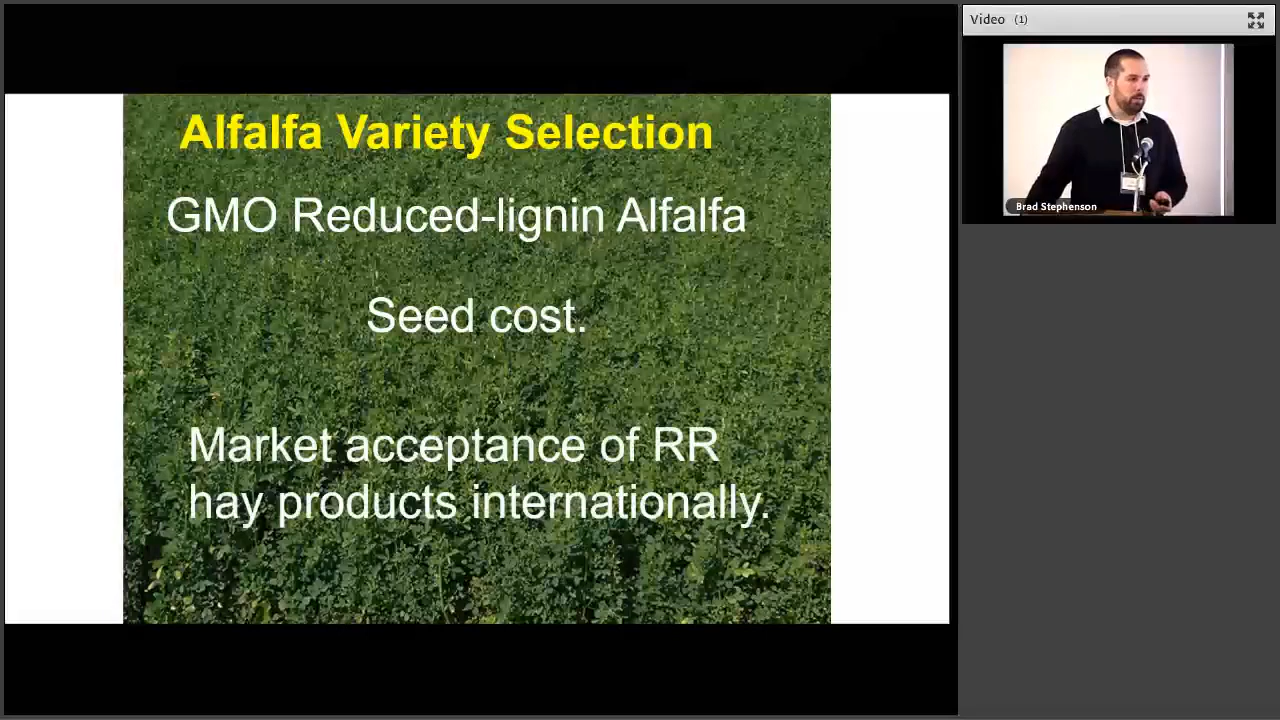 Alfalfa Variety Selection
GMO Reduced-lignin Alfalfa
Seed cost.
Market acceptance of RR
hay products internationally.
Video (1)
Brad Stephenson